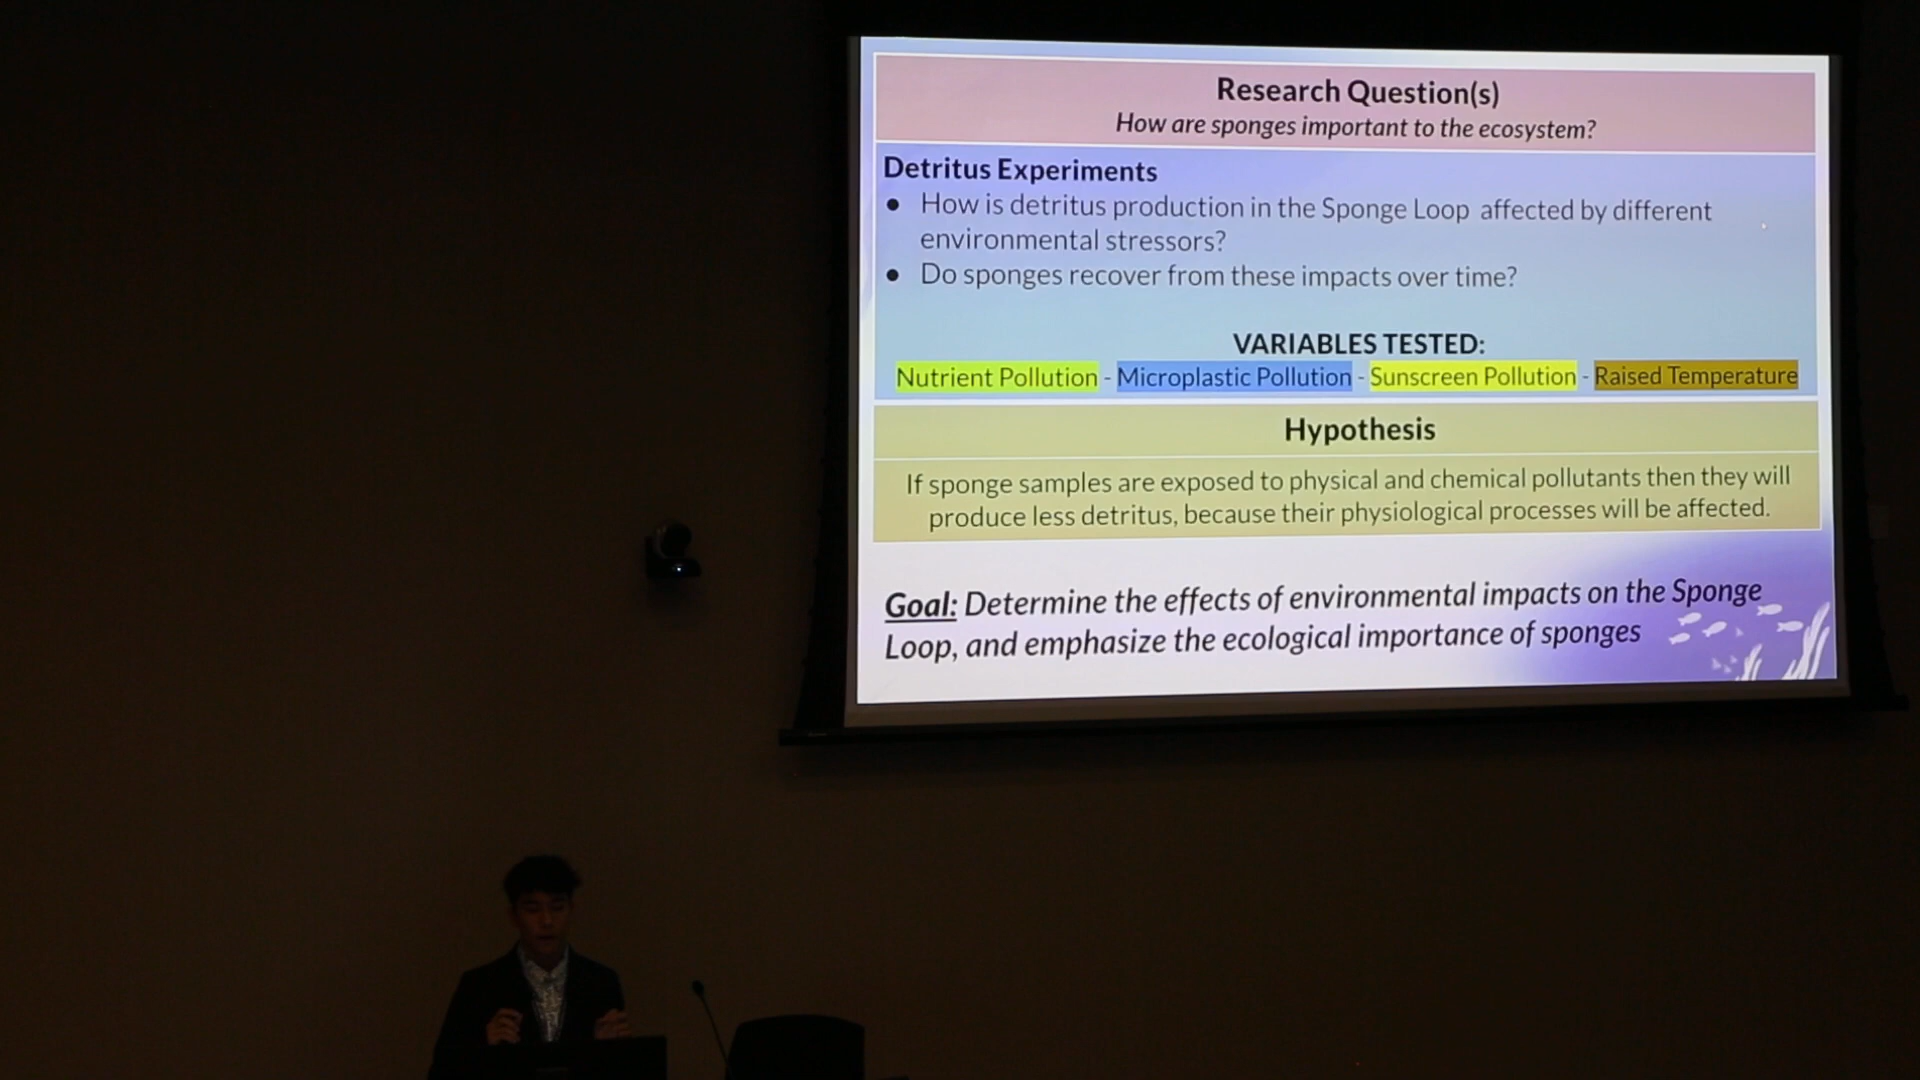 Research Question(s)
How are sponges important to the ecosystem?
Detritus Experiments
● How is detritus production in the Sponge Loop affected by different
environmental stressors?
● Do sponges recover from these impacts over time?
VARIABLES TESTED:
Nutrient Pollution - Microplastic Pollution - Sunscreen Pollution - Raised Temperature
Hypothesis
If sponge samples are exposed to physical and chemical pollutants then they will
produce less detritus, because their physiological processes will be affected.
Goal: Determine the effects of environmental impacts on the Sponge
Loop, and emphasize the ecological importance of sponges